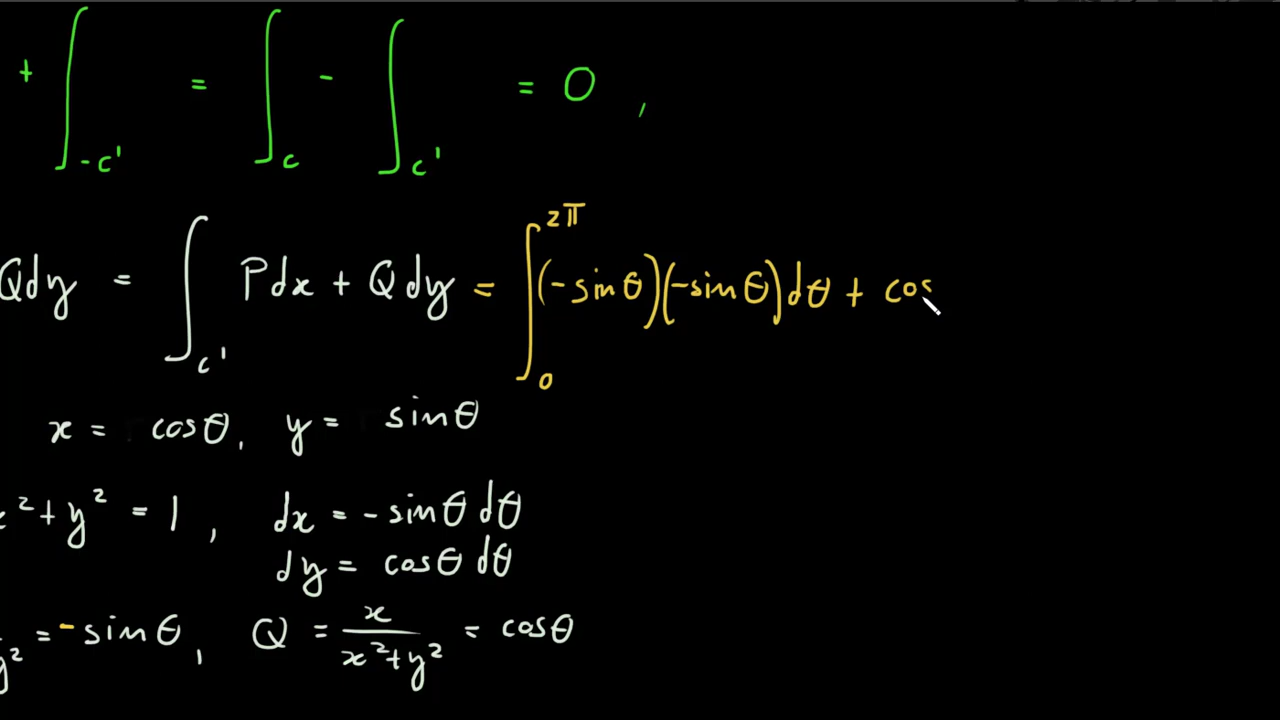 + ∫_{-c'} = ∫_c - ∫_{c'} = 0 ,
Qdy = ∫_{c'} Pdx + Qdy = ∫_0^{2π} (-sinθ)(-sinθ)dθ + cos
x = cosθ, y = sinθ
x² + y² = 1 , dx = -sinθ dθ
dy = cosθ dθ
y² = -sinθ , Q = x/(x²+y²) = cosθ